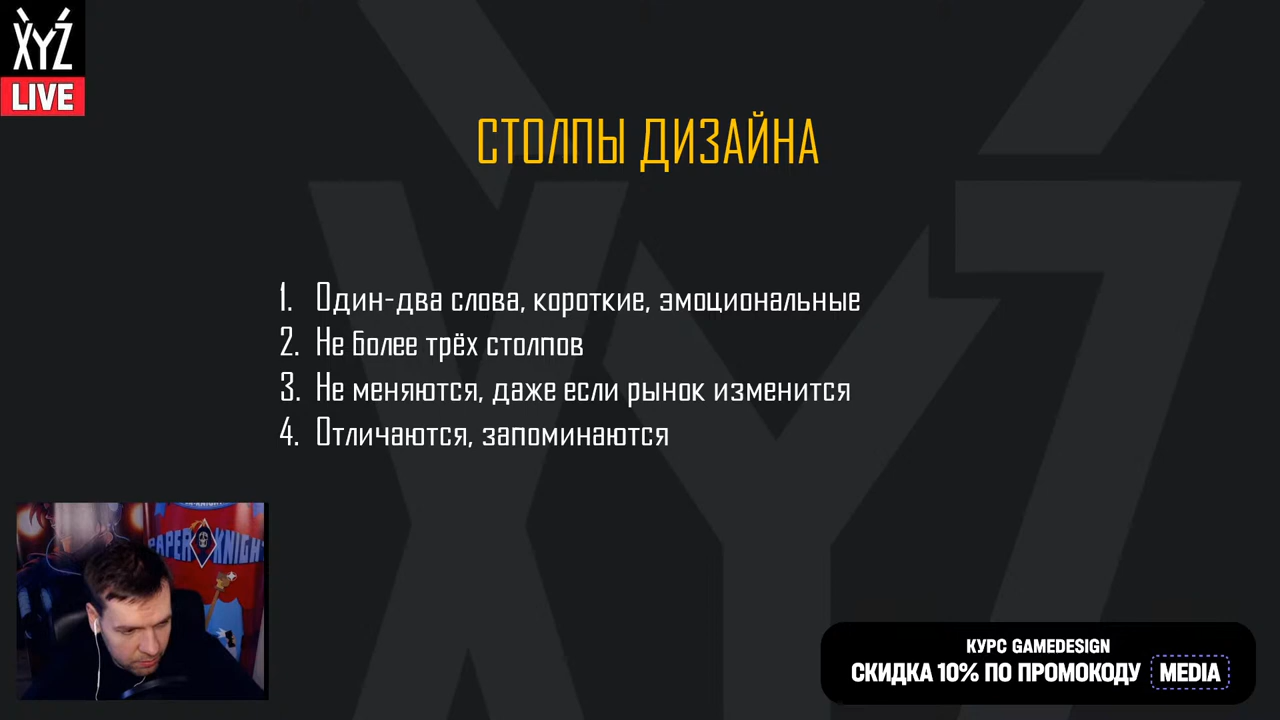 XYZ
LIVE
СТОЛПЫ ДИЗАЙНА
1. Один-два слова, короткие, эмоциональные
2. Не более трёх столпов
3. Не меняются, даже если рынок изменится
4. Отличаются, запоминаются
PAPER KNIGHT
КУРС GAMEDESIGN
СКИДКА 10% ПО ПРОМОКОДУ MEDIA